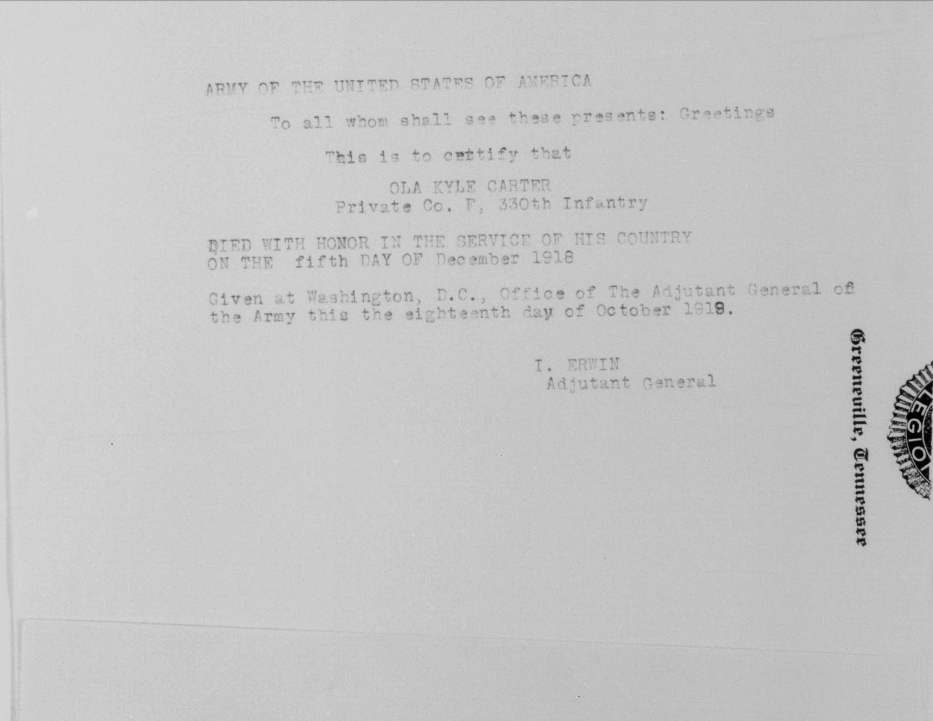 ARMY OF THE UNITED STATES OF AMERICA
To all whom shall see these presents: Greetings
This is to certify that
OLA KYLE CARTER
Private Co. F, 330th Infantry
DIED WITH HONOR IN THE SERVICE OF HIS COUNTRY
ON THE fifth DAY OF December 1918
Given at Washington, D.C., Office of The Adjutant General of
the Army this the eighteenth day of October 1919.
I. ERWIN
Adjutant General
Greeneville, Tennessee
LEGION